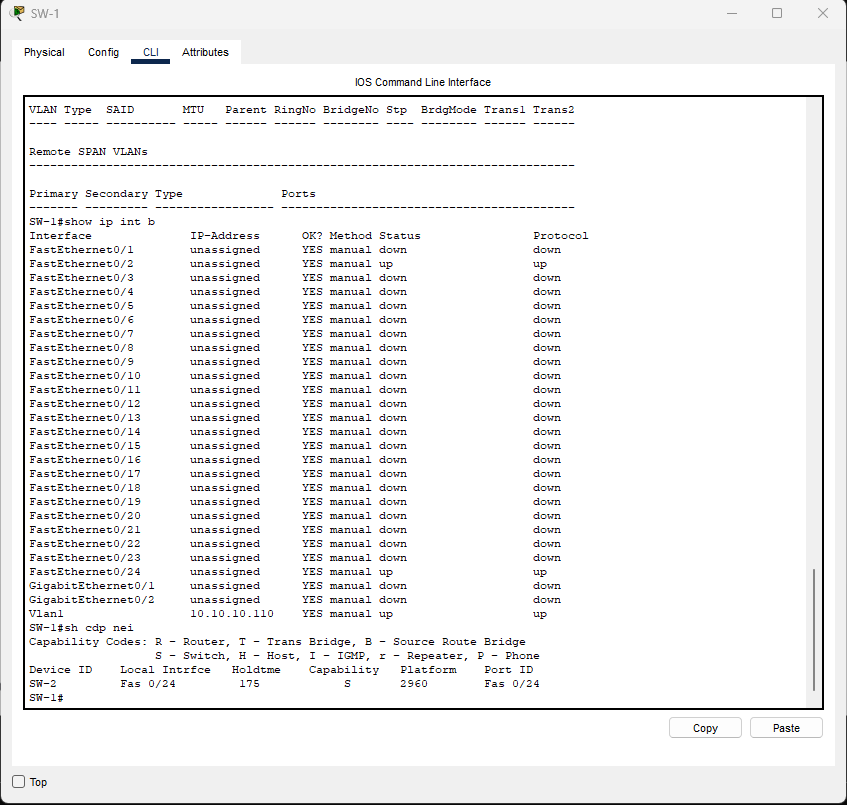 SW-1
Physical Config CLI Attributes
IOS Command Line Interface
VLAN Type  SAID       MTU   Parent RingNo BridgeNo Stp  BrdgMode Trans1 Trans2
---- ----- ---------- ----- ------ ------ -------- ---- -------- ------ ------
Remote SPAN VLANs
------------------------------------------------------------------------------
Primary Secondary Type              Ports
------- --------- ----------------- ------------------------------------------
SW-1#show ip int b
Interface              IP-Address      OK? Method Status                Protocol
FastEthernet0/1        unassigned      YES manual down                  down
FastEthernet0/2        unassigned      YES manual up                    up
FastEthernet0/3        unassigned      YES manual down                  down
FastEthernet0/4        unassigned      YES manual down                  down
FastEthernet0/5        unassigned      YES manual down                  down
FastEthernet0/6        unassigned      YES manual down                  down
FastEthernet0/7        unassigned      YES manual down                  down
FastEthernet0/8        unassigned      YES manual down                  down
FastEthernet0/9        unassigned      YES manual down                  down
FastEthernet0/10       unassigned      YES manual down                  down
FastEthernet0/11       unassigned      YES manual down                  down
FastEthernet0/12       unassigned      YES manual down                  down
FastEthernet0/13       unassigned      YES manual down                  down
FastEthernet0/14       unassigned      YES manual down                  down
FastEthernet0/15       unassigned      YES manual down                  down
FastEthernet0/16       unassigned      YES manual down                  down
FastEthernet0/17       unassigned      YES manual down                  down
FastEthernet0/18       unassigned      YES manual down                  down
FastEthernet0/19       unassigned      YES manual down                  down
FastEthernet0/20       unassigned      YES manual down                  down
FastEthernet0/21       unassigned      YES manual down                  down
FastEthernet0/22       unassigned      YES manual down                  down
FastEthernet0/23       unassigned      YES manual down                  down
FastEthernet0/24       unassigned      YES manual up                    up
GigabitEthernet0/1     unassigned      YES manual down                  down
GigabitEthernet0/2     unassigned      YES manual down                  down
Vlan1                  10.10.10.110    YES manual up                    up
SW-1#sh cdp nei
Capability Codes: R - Router, T - Trans Bridge, B - Source Route Bridge
                  S - Switch, H - Host, I - IGMP, r - Repeater, P - Phone
Device ID    Local Intrfce   Holdtme    Capability   Platform    Port ID
SW-2         Fas 0/24         175            S       2960        Fas 0/24
SW-1#
Copy Paste
Top